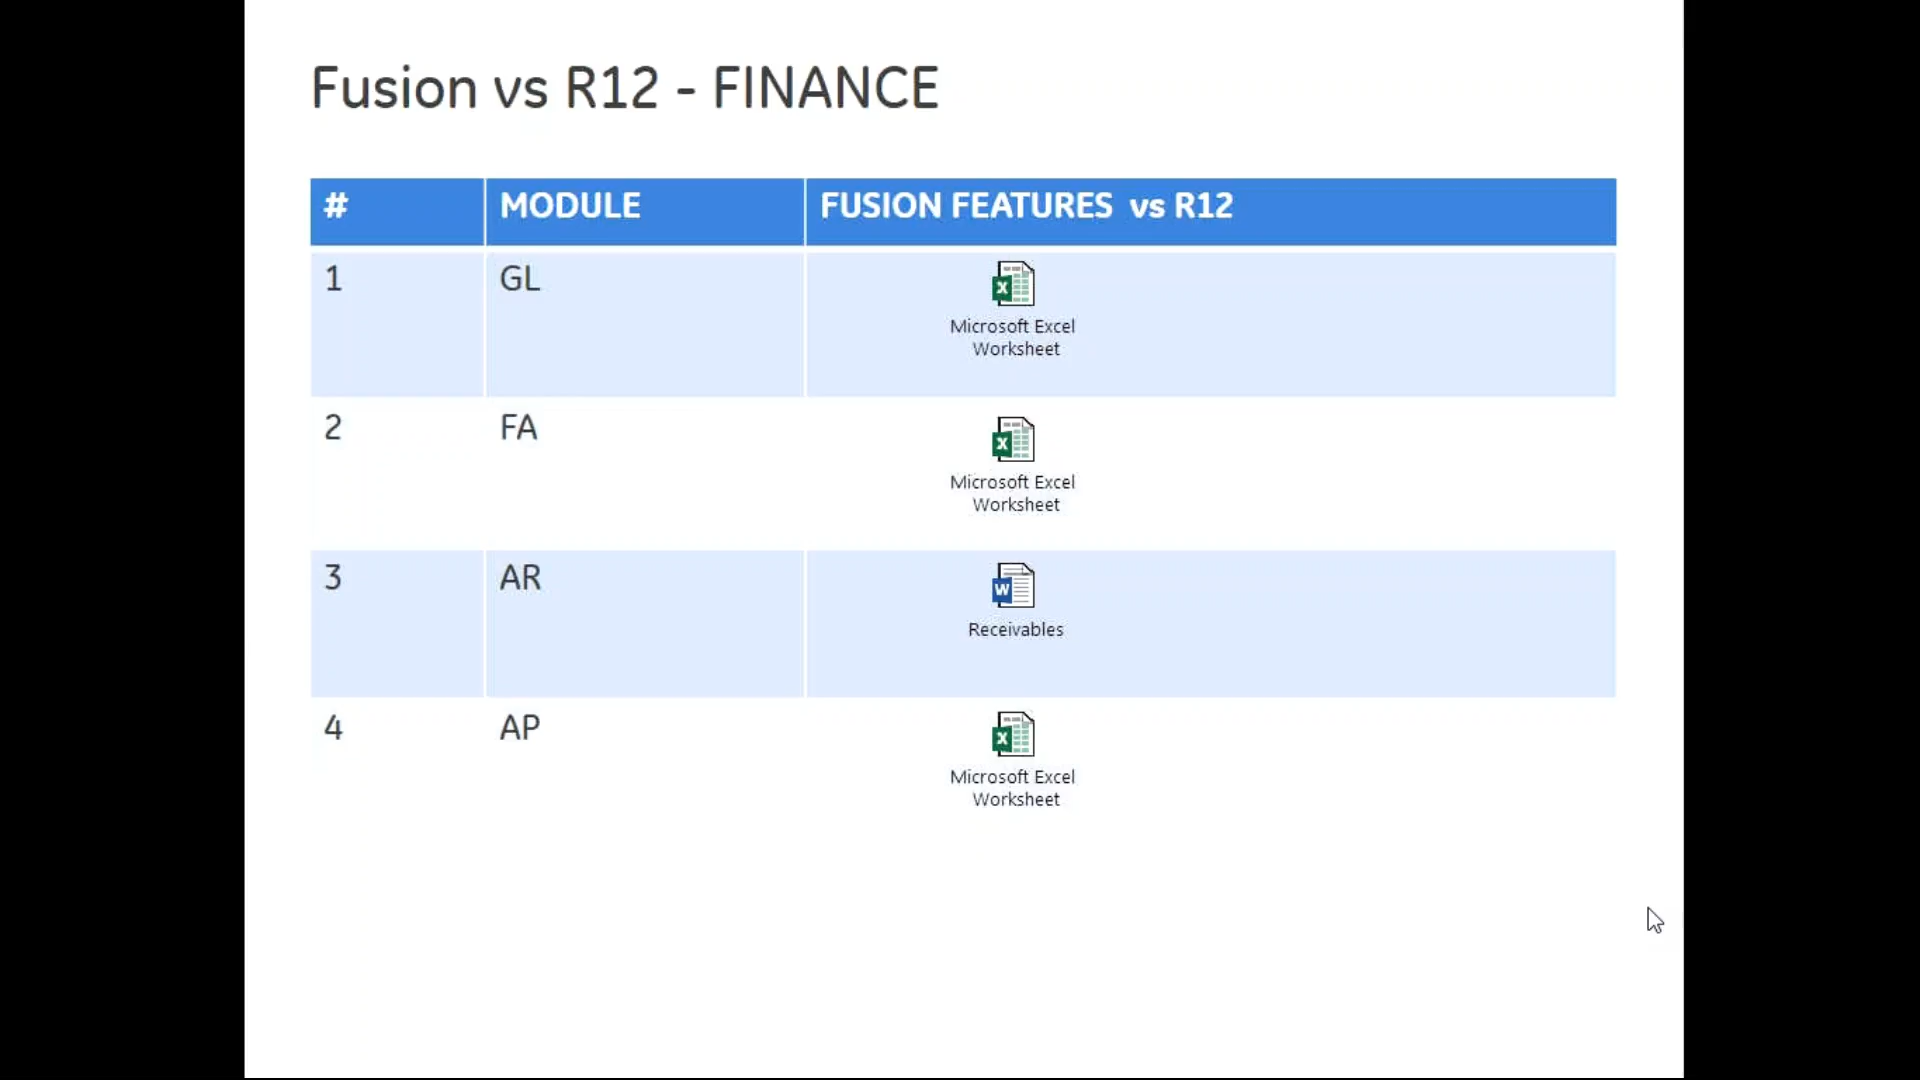 Fusion vs R12 - FINANCE
# MODULE FUSION FEATURES vs R12
1 GL
Microsoft Excel
Worksheet
2 FA
Microsoft Excel
Worksheet
3 AR
Receivables
4 AP
Microsoft Excel
Worksheet